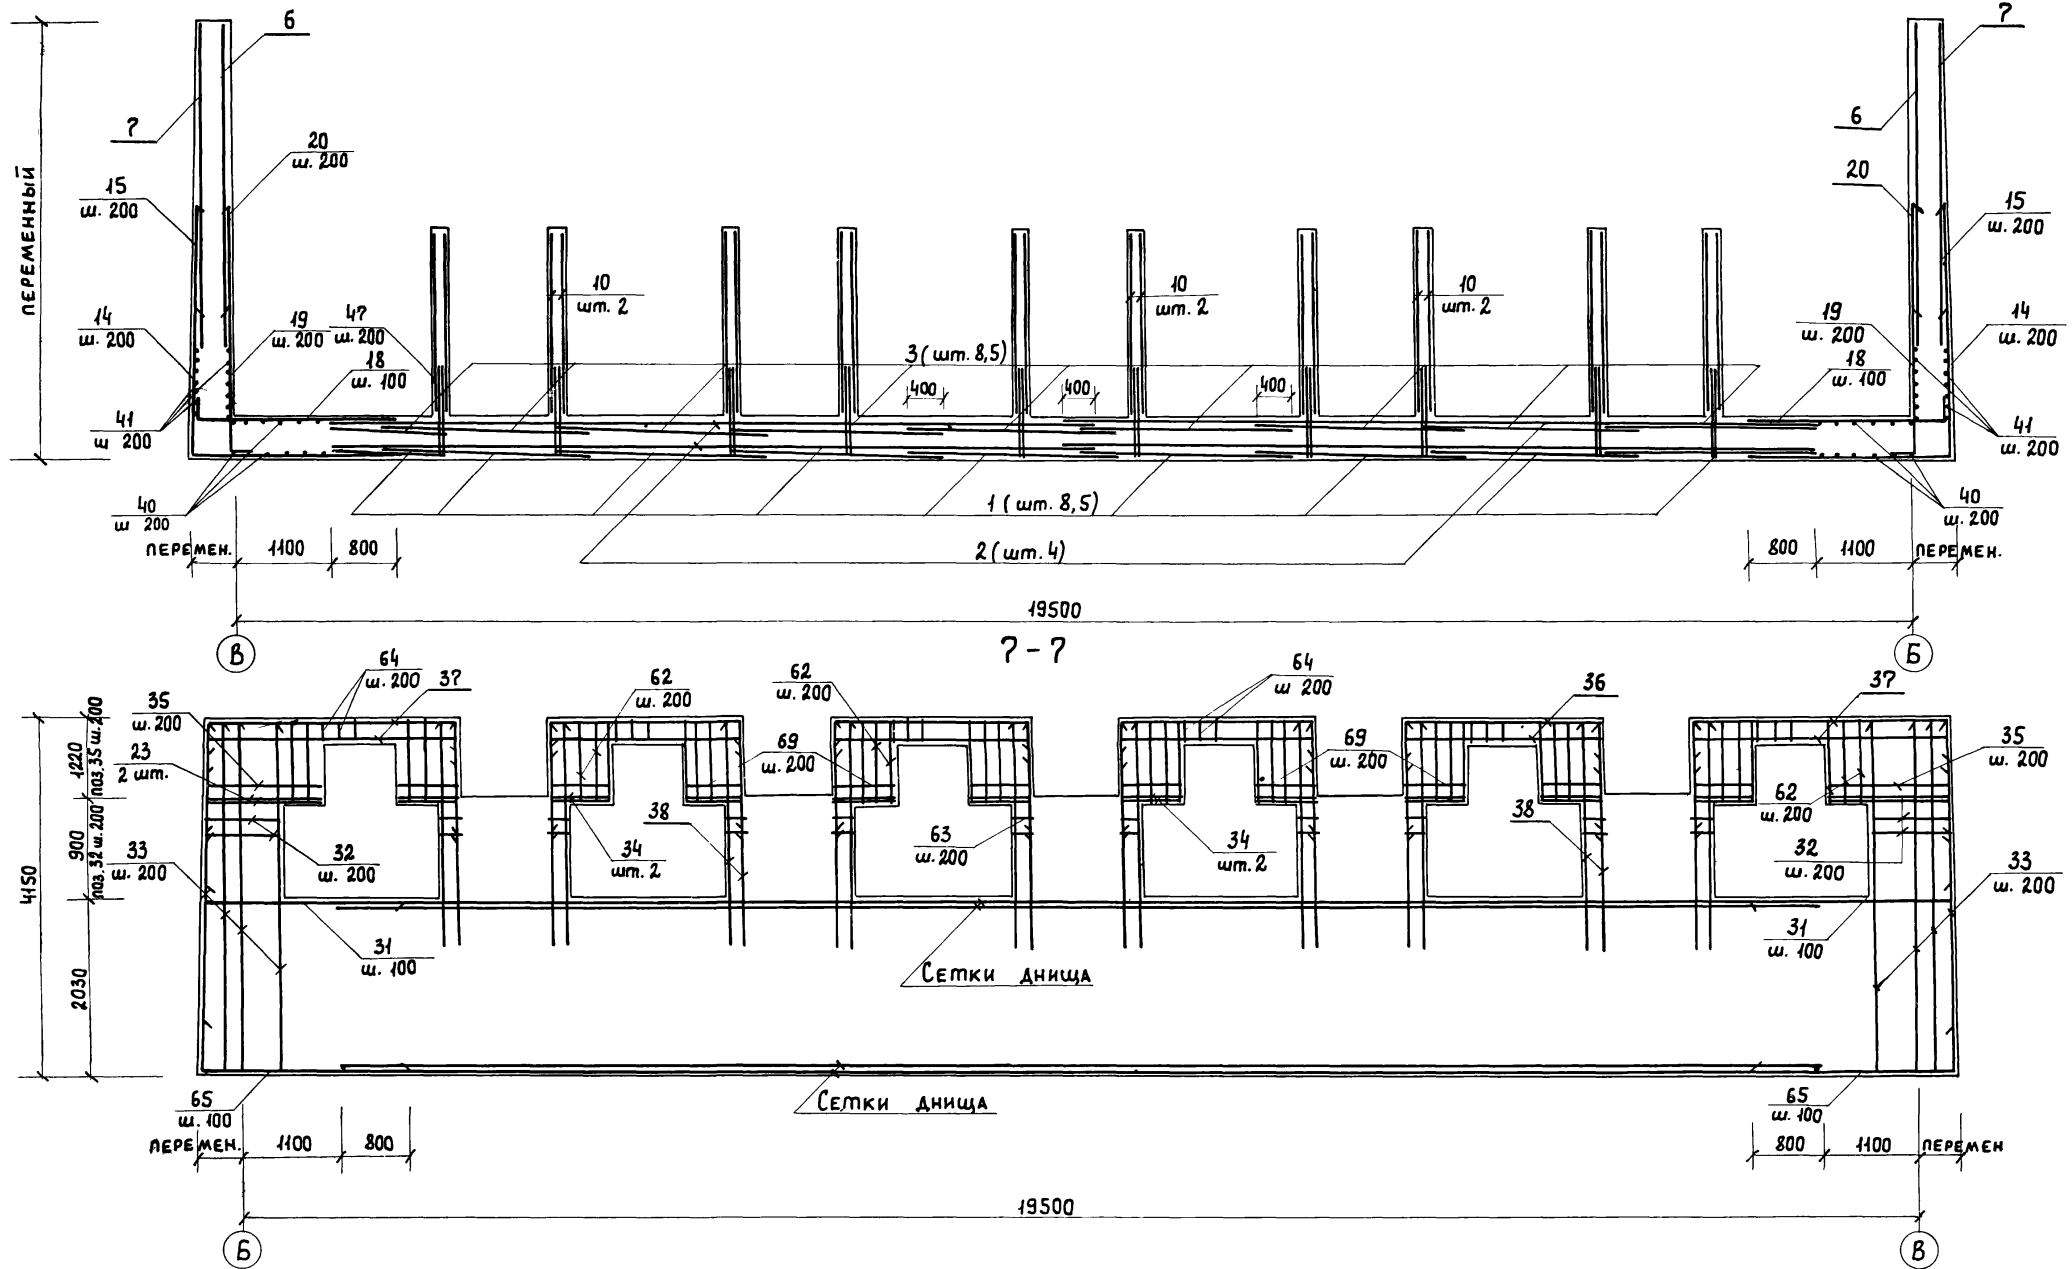 6
7
7
20
ш. 200
15
ш. 200
ПЕРЕМЕННЫЙ
14
ш. 200
19
ш. 200
47
ш. 200
18
ш. 100
10
шт. 2
10
шт. 2
10
шт. 2
3 (шт. 8,5)
400
400
400
6
20
15
ш. 200
19
ш. 200
14
ш. 200
18
ш. 100
41
ш 200
41
ш. 200
40
ш 200
1 (шт. 8,5)
40
ш. 200
ПЕРЕМЕН.
1100
800
2 (шт. 4)
800
1100
ПЕРЕМЕН.
19500
В
Б
7-7
64
ш. 200
37
62
ш. 200
62
ш. 200
64
ш 200
36
37
35
ш. 200
23
2 шт.
69
ш. 200
69
ш. 200
35
ш. 200
4150
1220
поз. 35 ш. 200
900
поз. 32 ш. 200
2030
33
ш. 200
32
ш. 200
34
шт. 2
38
63
ш. 200
34
шт. 2
38
62
ш. 200
32
ш. 200
33
ш. 200
31
ш. 100
31
ш. 100
Сетки днища
Сетки днища
65
ш. 100
65
ш. 100
ПЕРЕМЕН.
1100
800
800
1100
ПЕРЕМЕН
19500
Б
В